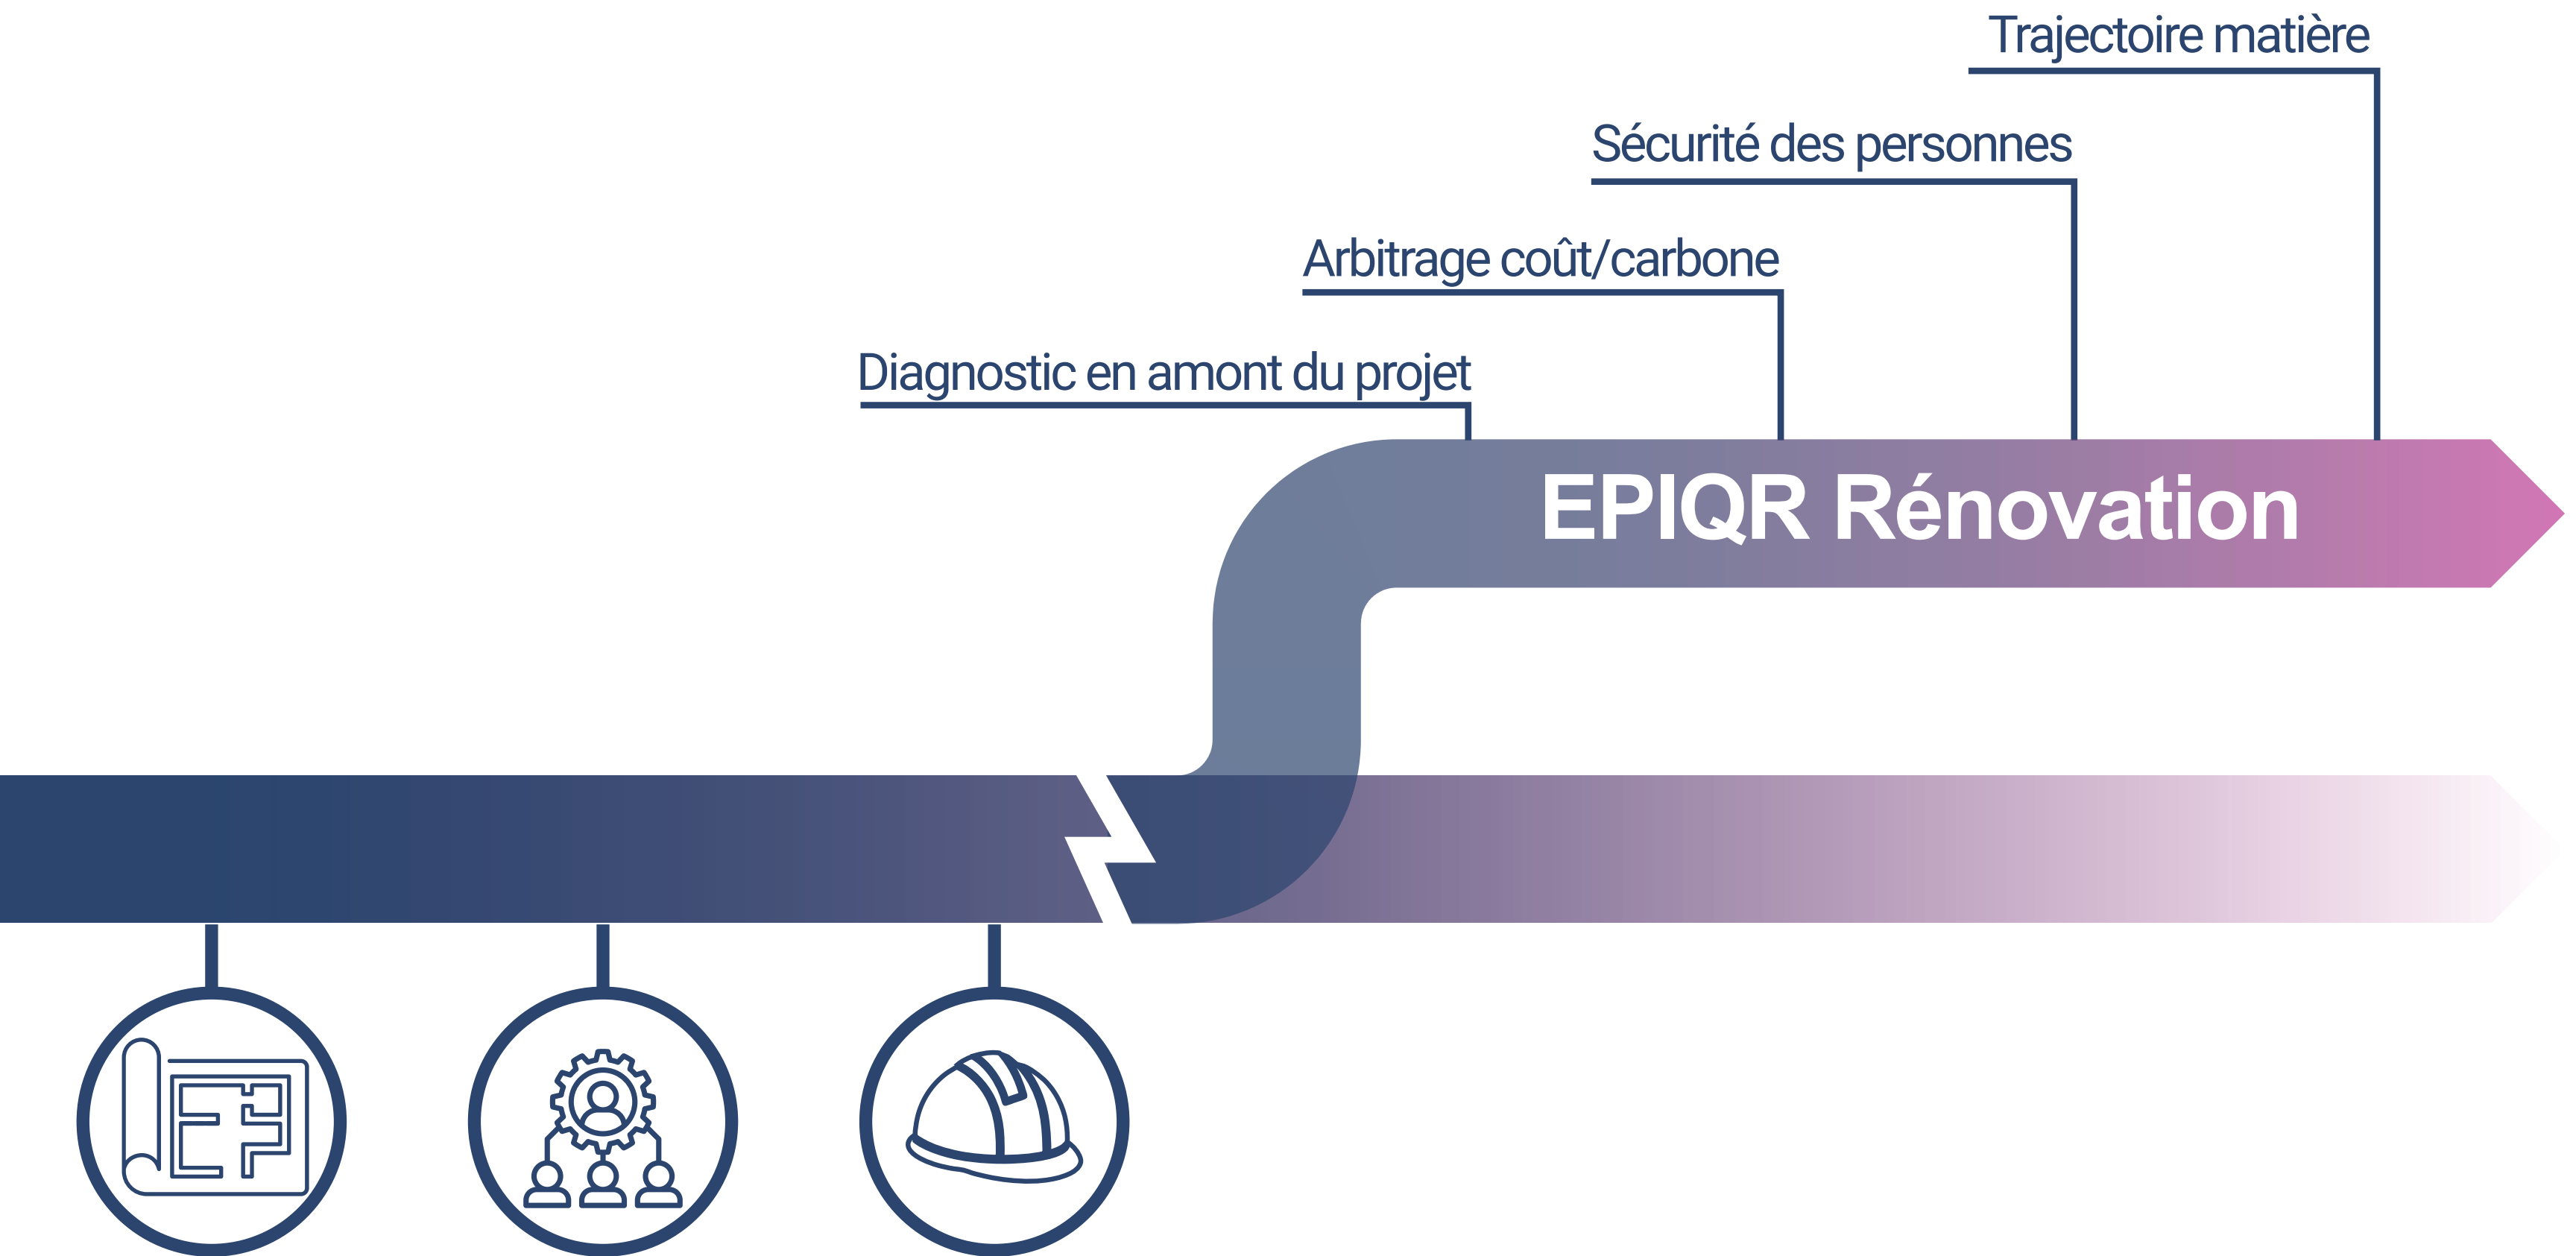 Trajectoire matière
Sécurité des personnes
Arbitrage coût/carbone
Diagnostic en amont du projet
EPIQR Rénovation